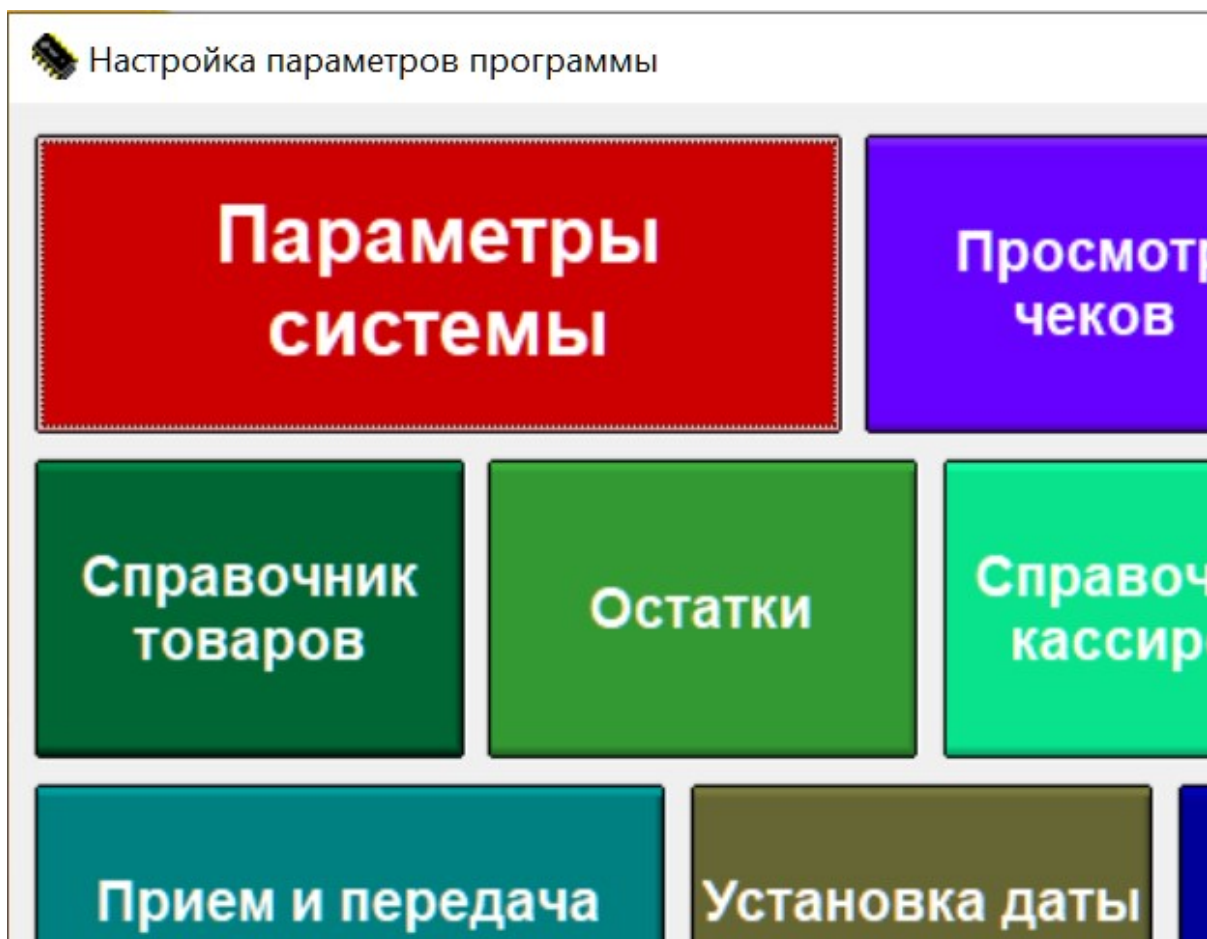 Настройка параметров программы
Параметры
системы
Просмотр
чеков
Справочник
товаров
Остатки
Прием и передача
Установка даты